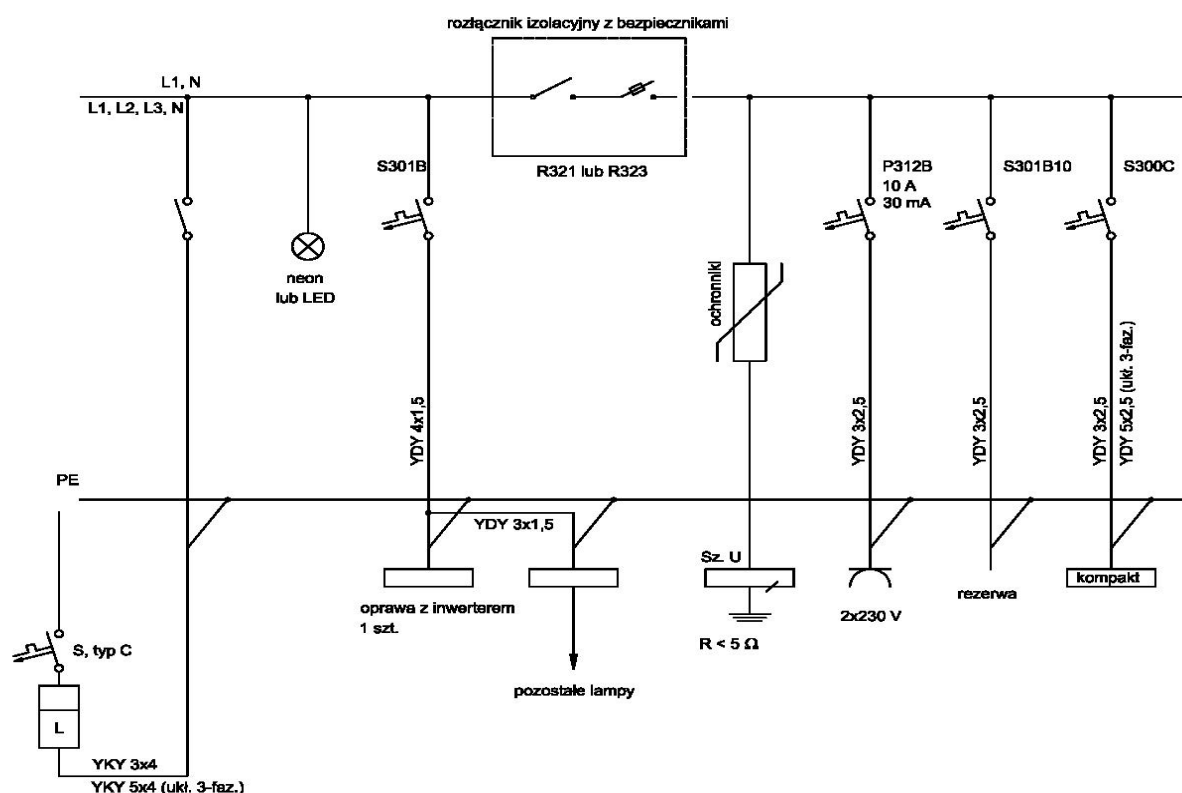 rozłącznik izolacyjny z bezpiecznikami
L1, N
L1, L2, L3, N
S301B
R321 lub R323
P312B
10 A
30 mA
S301B10
S300C
neon
lub LED
ochronniki
YDY 4x1,5
YDY 3x2,5
YDY 3x2,5
YDY 3x2,5
YDY 5x2,5 (ukł. 3-faz.)
PE
YDY 3x1,5
Sz. U
kompakt
oprawa z inwerterem
1 szt.
2x230 V
rezerwa
R < 5 Ω
S, typ C
pozostałe lampy
L
YKY 3x4
YKY 5x4 (ukł. 3-faz.)